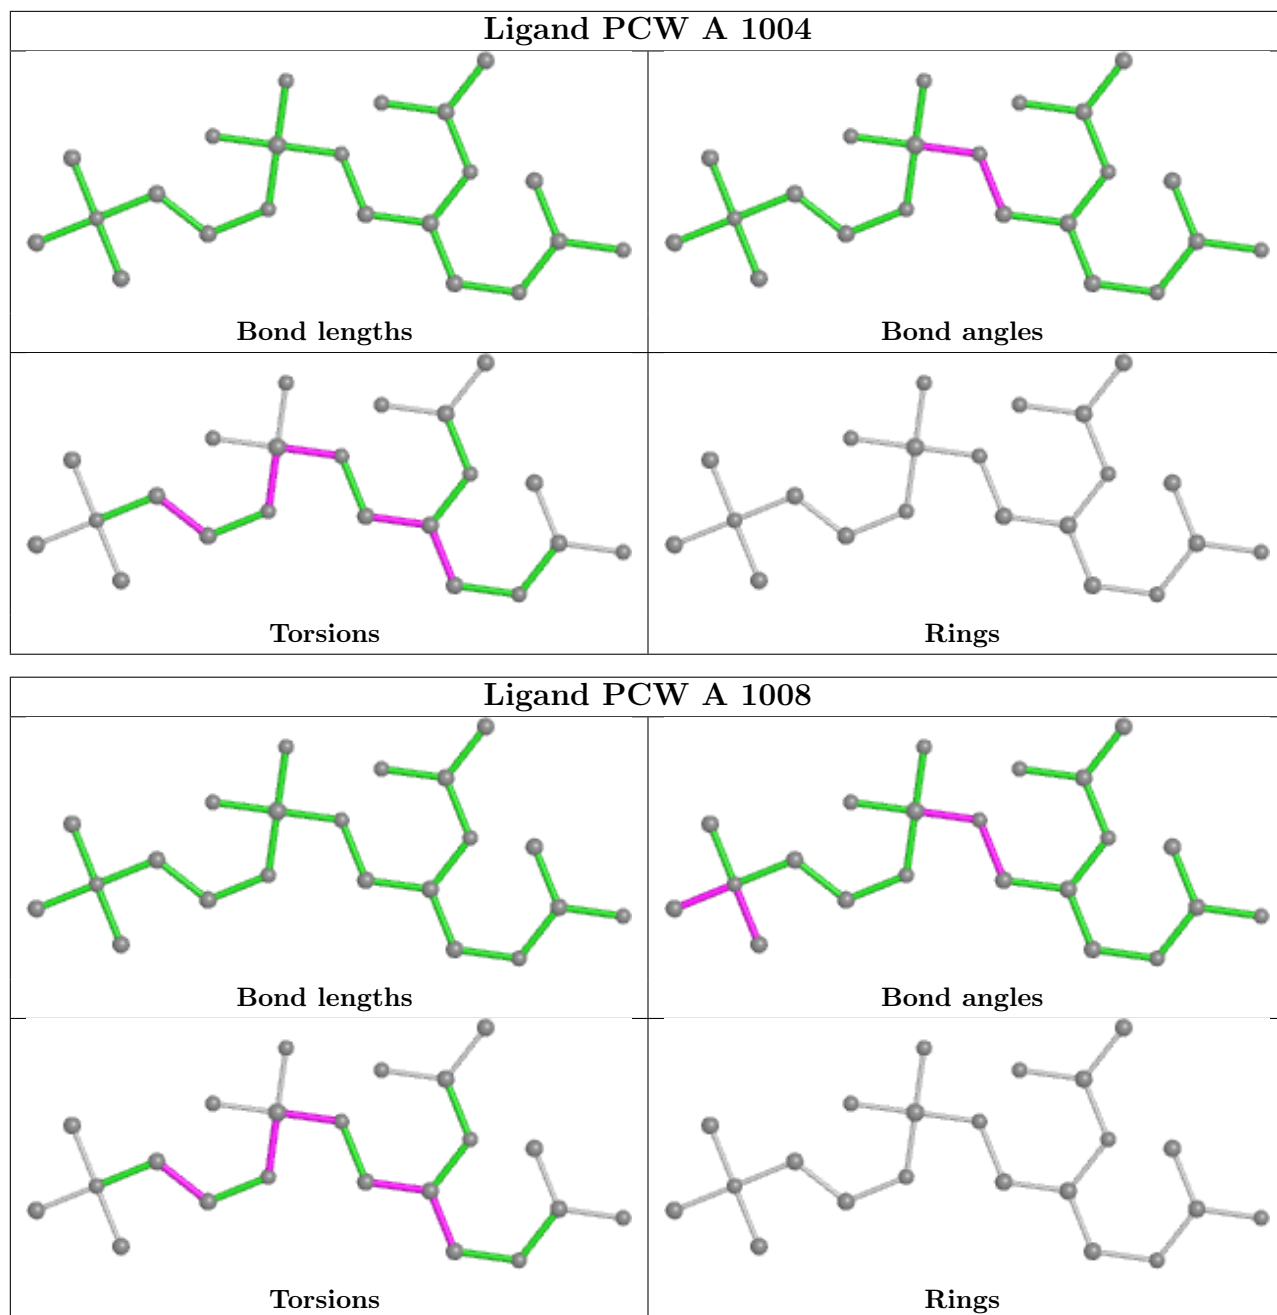 Ligand PCW A 1004
Bond lengths
Bond angles
Torsions
Rings
Ligand PCW A 1008
Bond lengths
Bond angles
Torsions
Rings